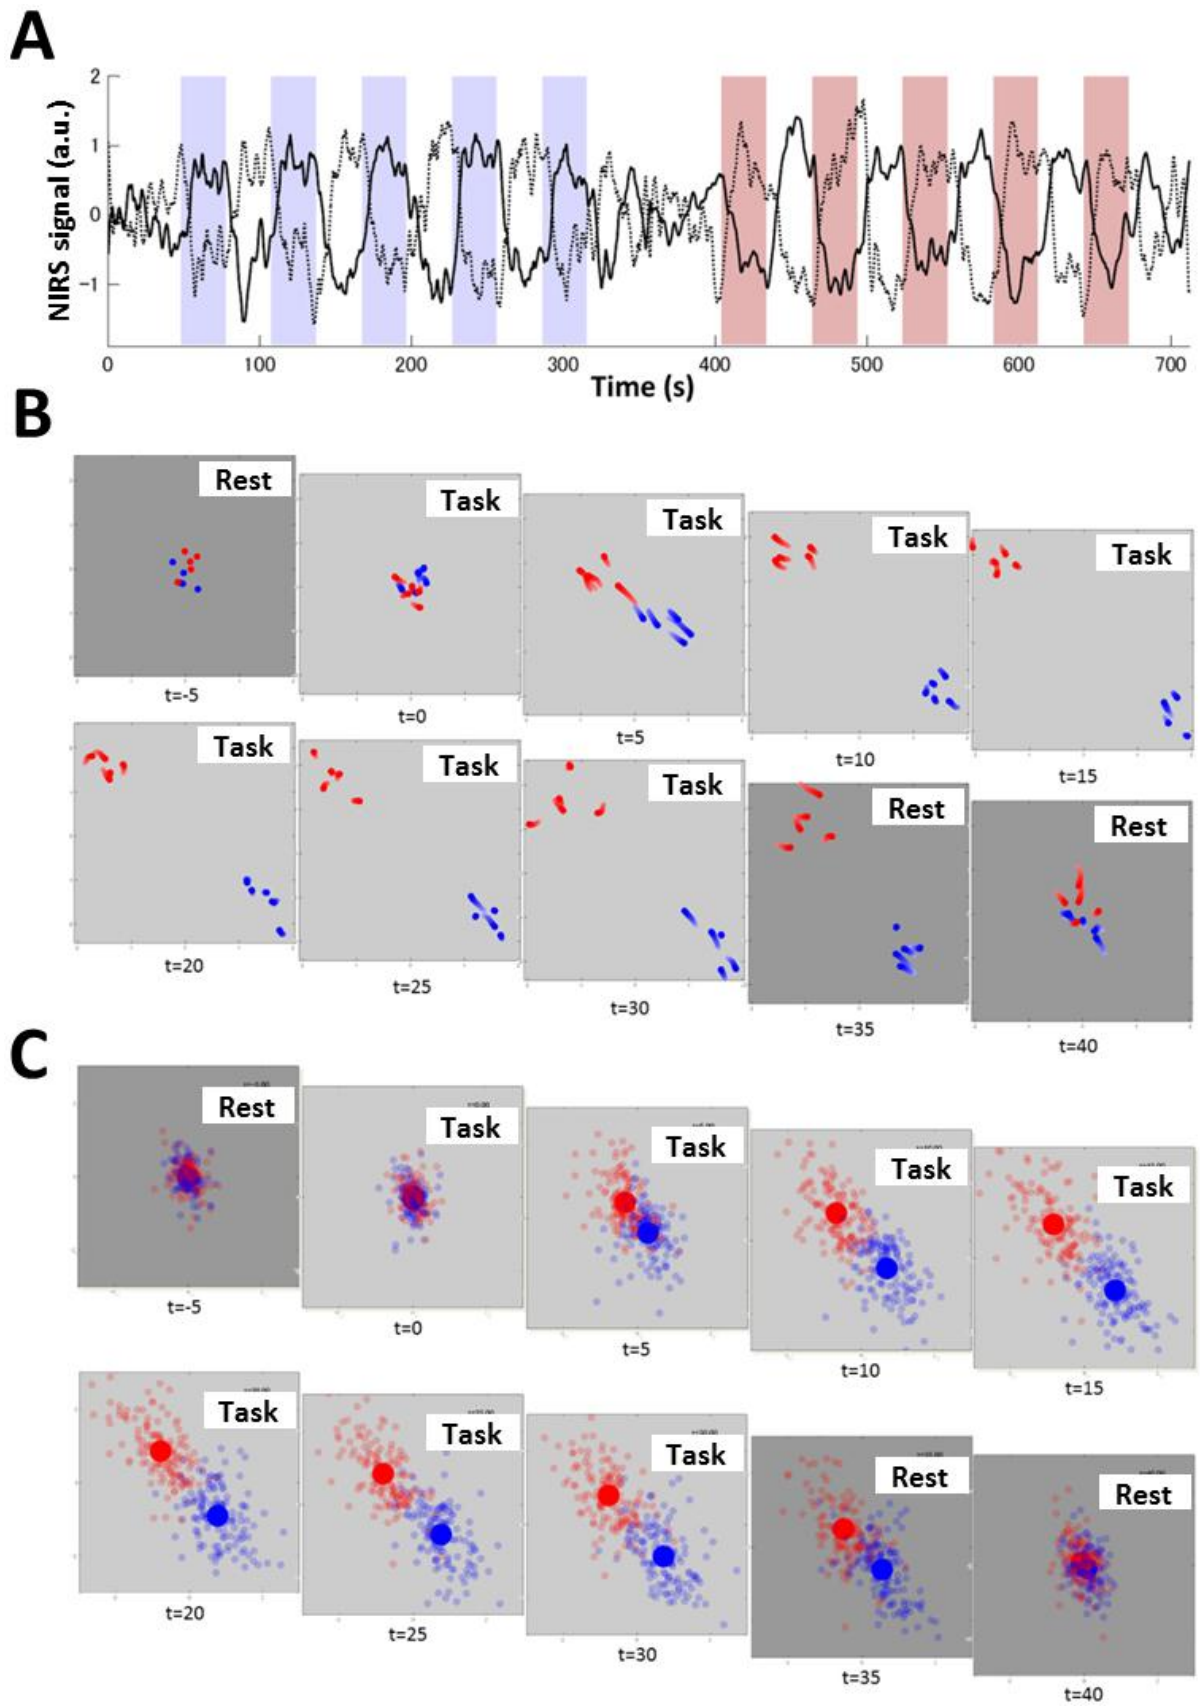 A
NIRS signal (a.u.)
2
1
0
−1
0 100 200 300 400 500 600 700
Time (s)
B
Rest
Task
Task
Task
Task
t=-5
t=0
t=5
t=10
t=15
Task
Task
Task
Rest
Rest
t=20
t=25
t=30
t=35
t=40
C
Rest
Task
Task
Task
Task
t=-5
t=0
t=5
t=10
t=15
Task
Task
Task
Rest
Rest
t=20
t=25
t=30
t=35
t=40